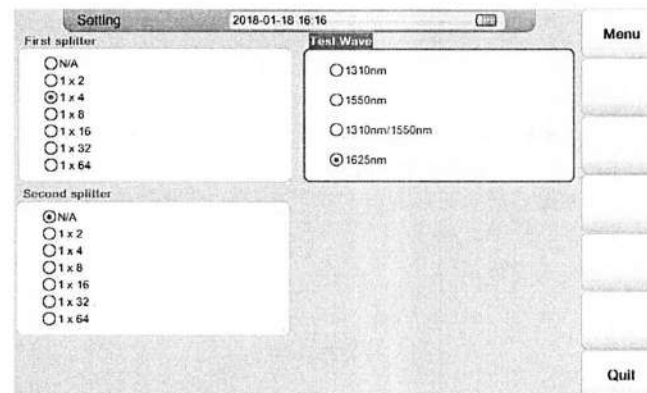 Setting
2018-01-18 16:16
Menu
First splitter
N/A
1 x 2
1 x 4
1 x 8
1 x 16
1 x 32
1 x 64
Test Wave
1310nm
1550nm
1310nm/1550nm
1625nm
Second splitter
N/A
1 x 2
1 x 4
1 x 8
1 x 16
1 x 32
1 x 64
Quit